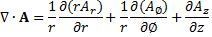 ∇ · A = 1/r ∂(rA_r)/∂r + 1/r ∂(A_∅)/∂∅ + ∂A_z/∂z